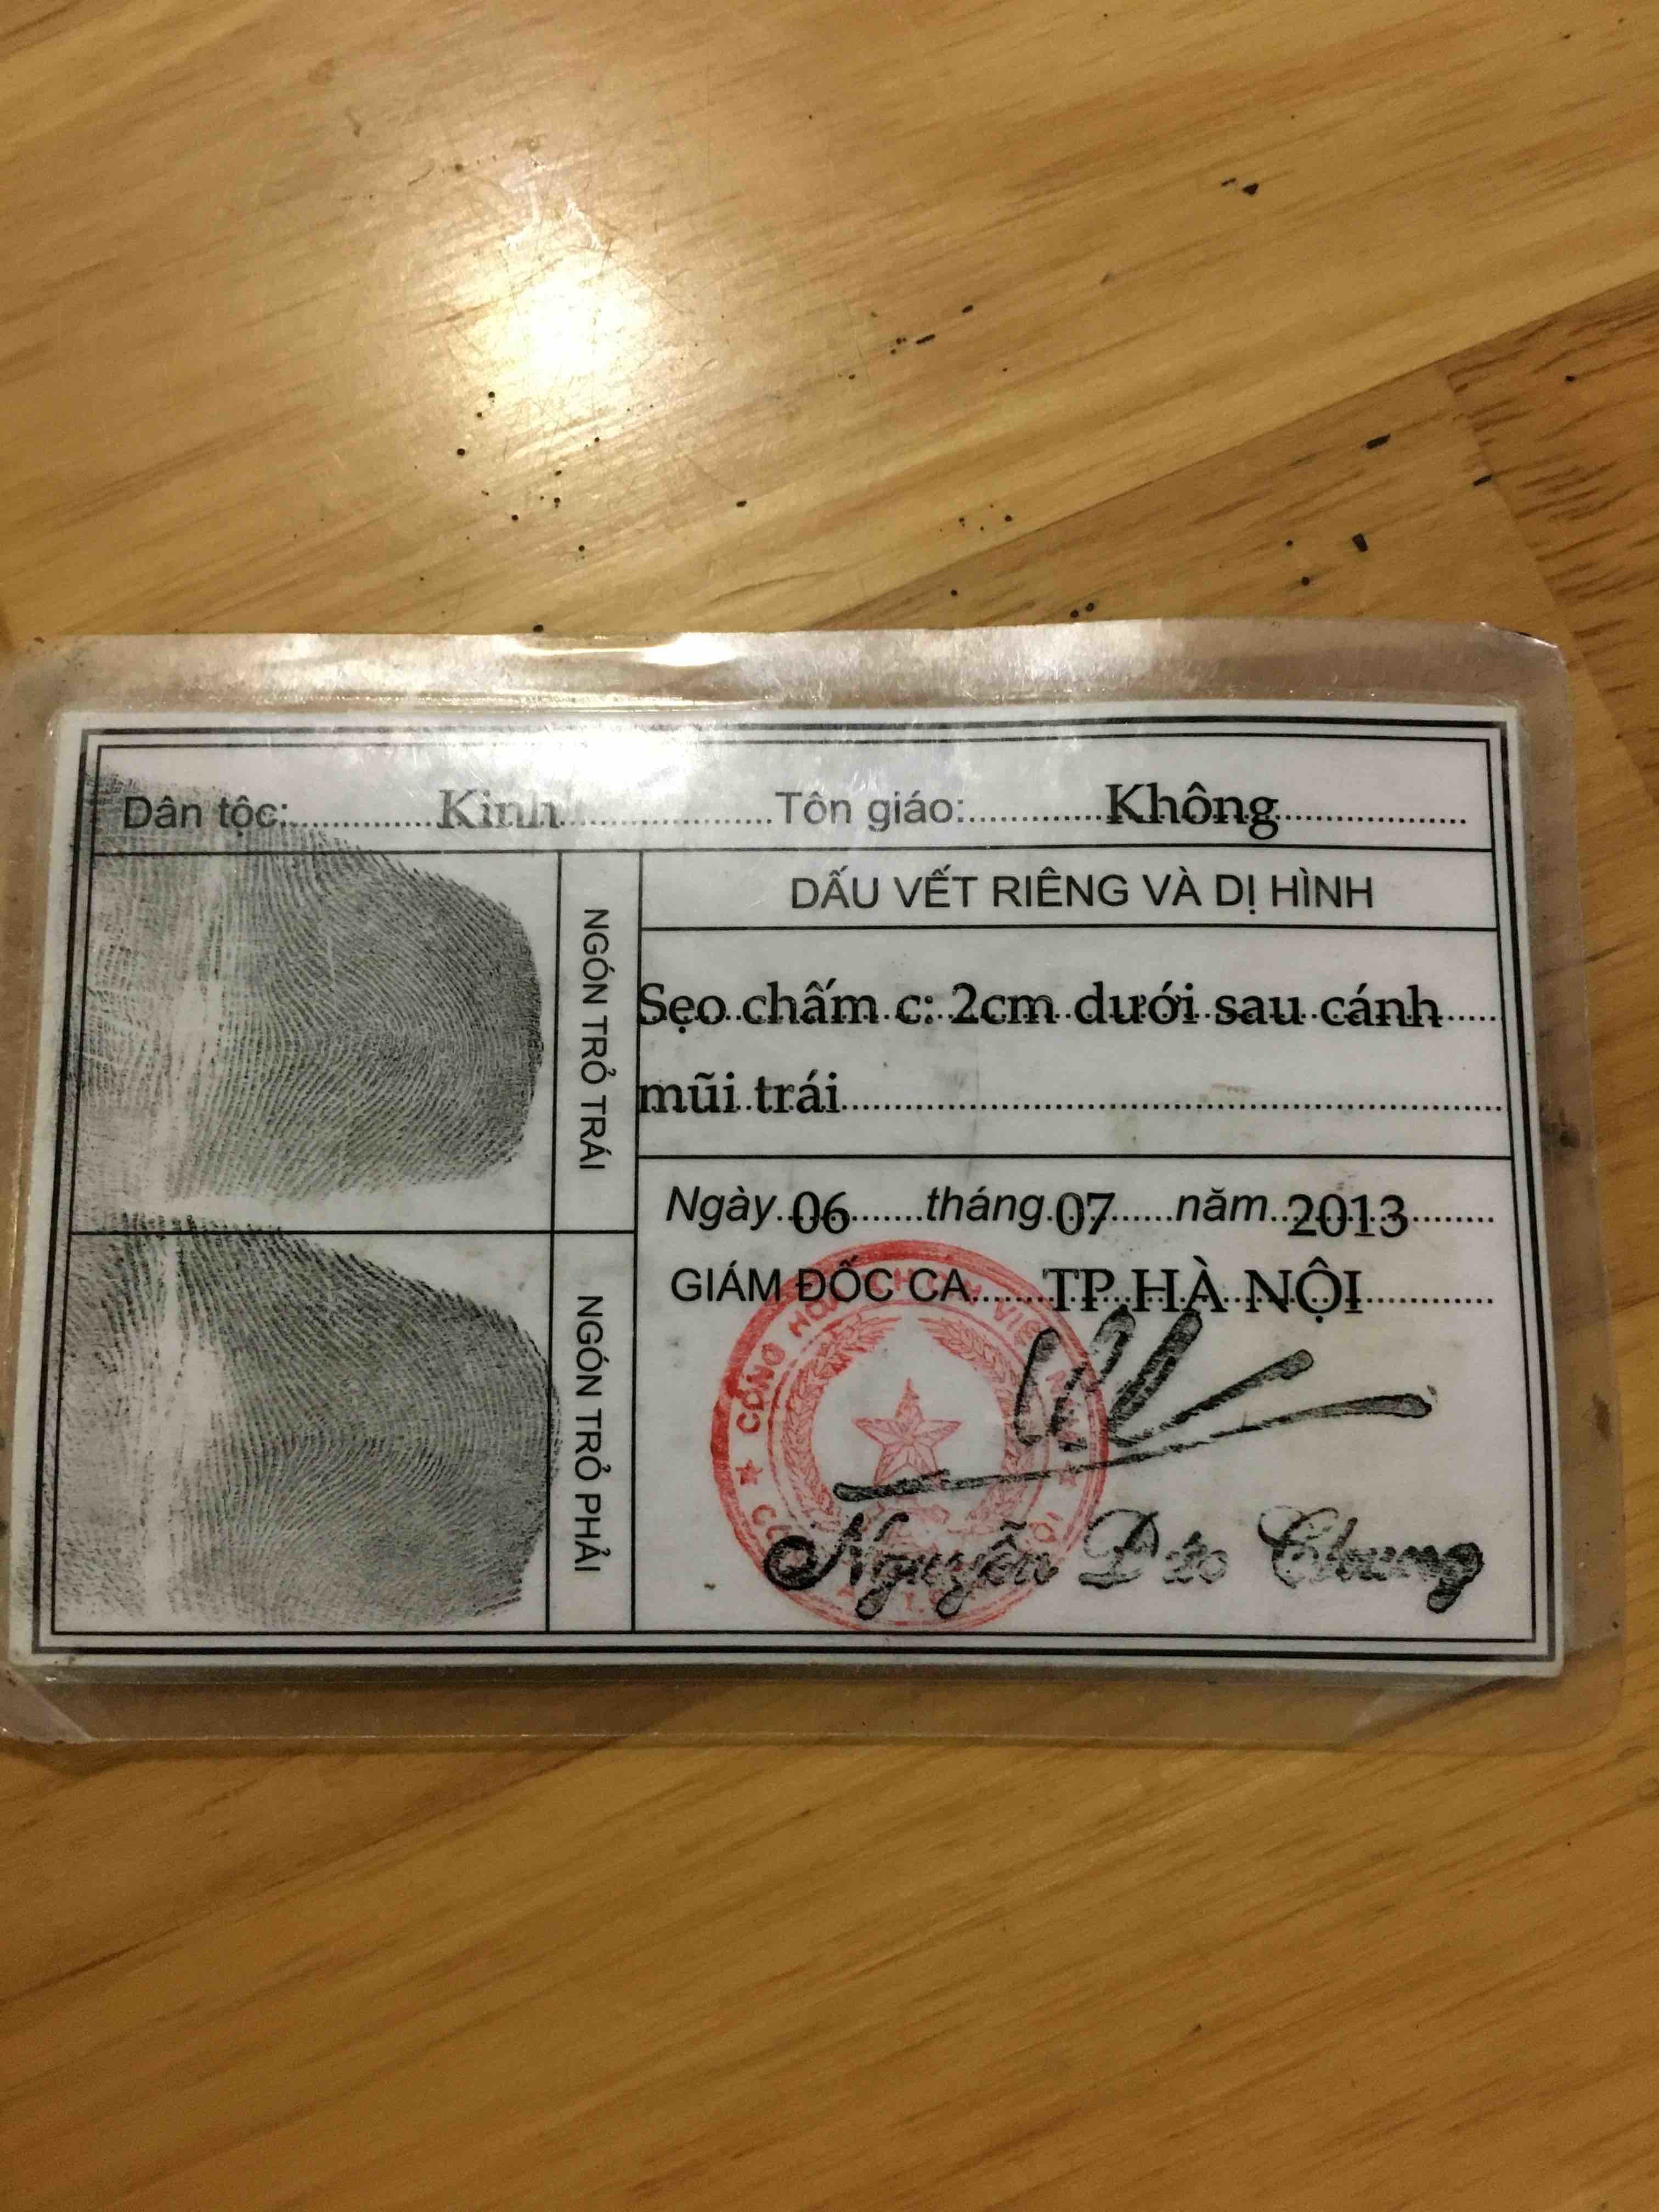 Dân tộc: Kinh Tôn giáo: Không
NGÓN TRỎ TRÁI
DẤU VẾT RIÊNG VÀ DỊ HÌNH
Sẹo chấm c: 2cm dưới sau cánh
mũi trái
Ngày 06 tháng 07 năm 2013
GIÁM ĐỐC CA TP.HÀ NỘI
NGÓN TRỎ PHẢI
CỘNG HÒA
Nguyễn Đức Chung